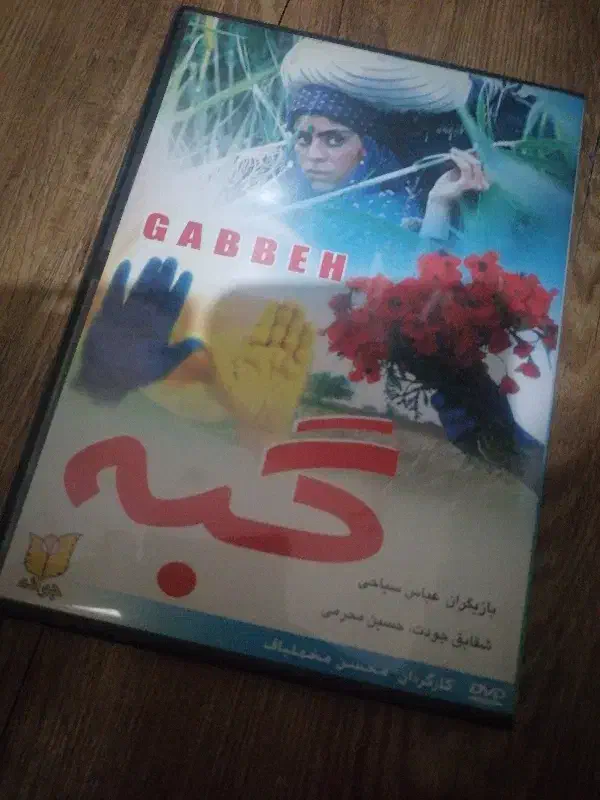 GABBEH
گبه
بازیگران عباس سیاحی
شقایق جودت، حسین محرمی
کارگردان محسن مخملباف
DVD